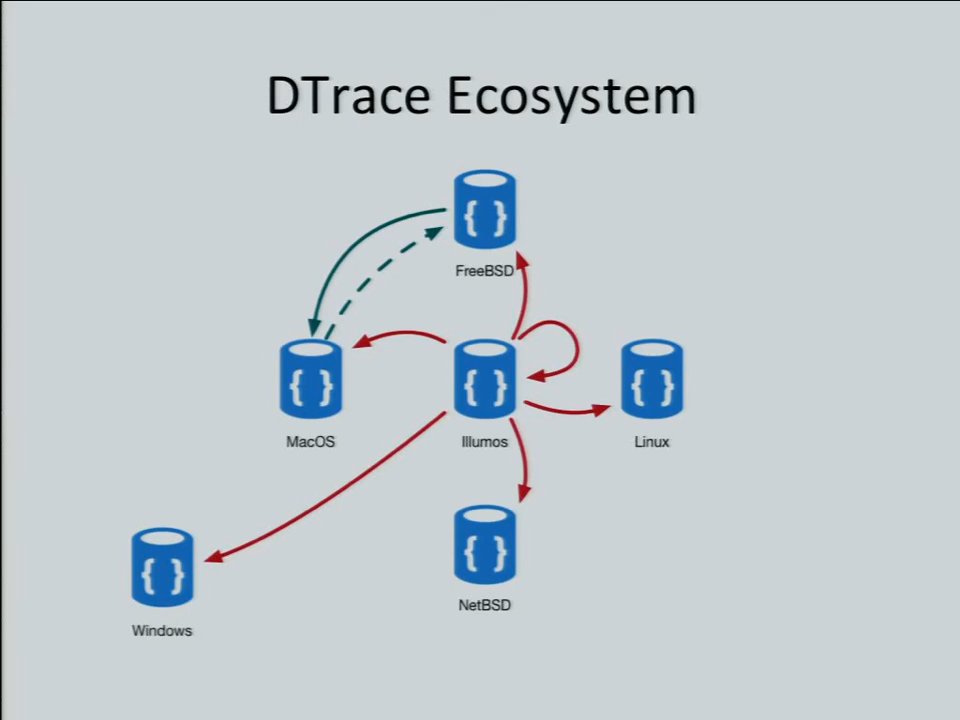 DTrace Ecosystem
{ }
FreeBSD
{ }
{ }
{ }
MacOS
Illumos
Linux
{ }
NetBSD
{ }
Windows